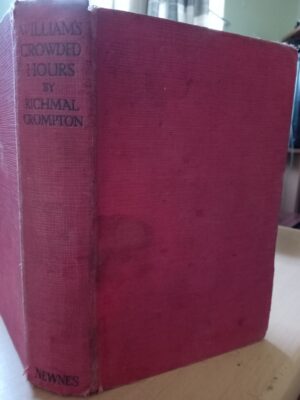 WILLIAM'S
CROWDED
HOURS
BY
RICHMAL
CROMPTON
NEWNES